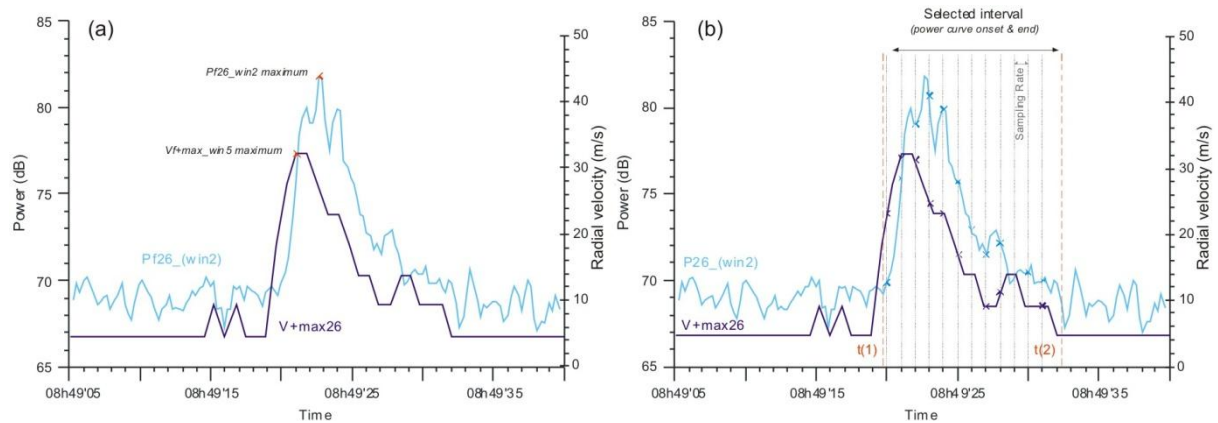 (a)
85
80
75
70
65
Power (dB)
50
40
30
20
10
0
Radial velocity (m/s)
Pf26_win2 maximum
Vf+max_win5 maximum
Pf26_(win2)
V+max26
08h49'05
08h49'15
08h49'25
08h49'35
Time
(b)
Selected interval
(power curve onset & end)
Sampling Rate
85
80
75
70
65
Power (dB)
50
40
30
20
10
0
Radial velocity (m/s)
P26_(win2)
V+max26
t(1)
t(2)
08h49'05
08h49'15
08h49'25
08h49'35
Time